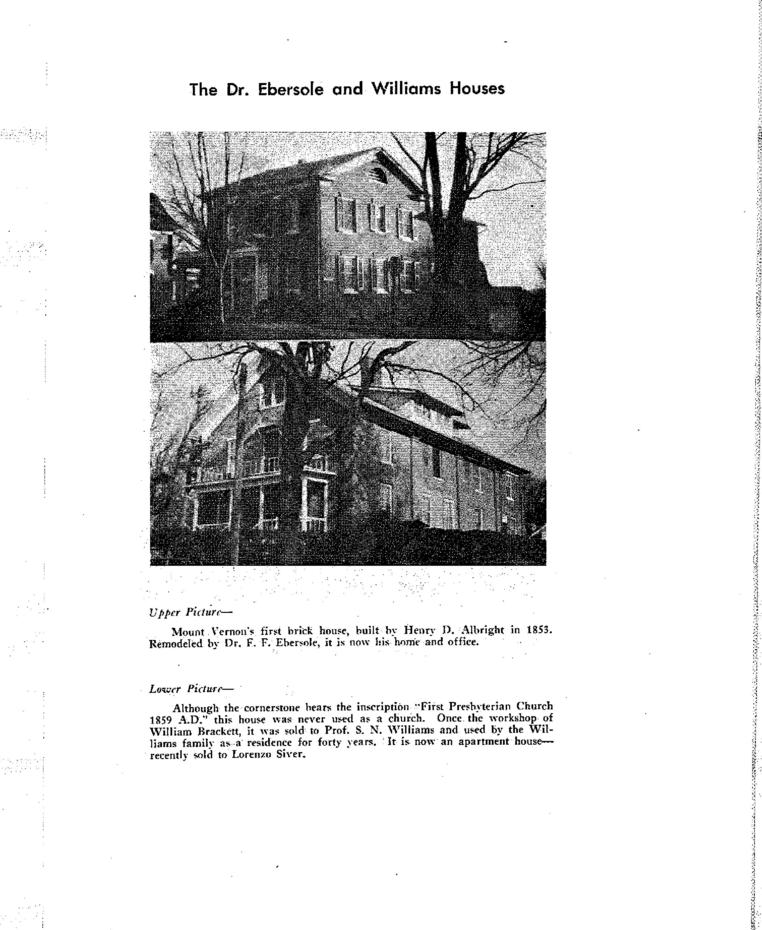 The Dr. Ebersole and Williams Houses
Upper Picture—
Mount Vernon's first brick house, built by Henry D. Albright in 1853.
Remodeled by Dr. F. F. Ebersole, it is now his home and office.
Lower Picture—
Although the cornerstone bears the inscription "First Presbyterian Church
1859 A.D." this house was never used as a church. Once the workshop of
William Brackett, it was sold to Prof. S. N. Williams and used by the Wil-
liams family as a residence for forty years. It is now an apartment house—
recently sold to Lorenzo Siver.